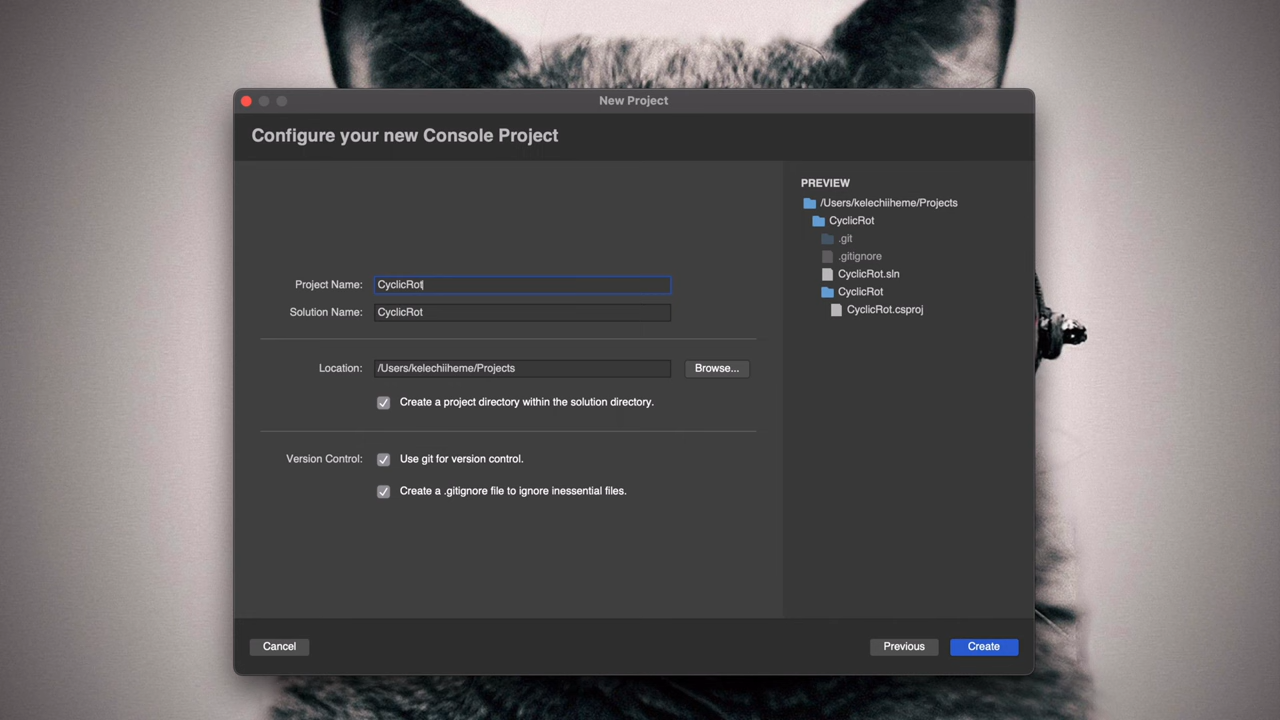 New Project
Configure your new Console Project
Project Name: CyclicRot
Solution Name: CyclicRot
Location: /Users/kelechiiheme/Projects Browse...
Create a project directory within the solution directory.
Version Control: Use git for version control.
Create a .gitignore file to ignore inessential files.
PREVIEW
/Users/kelechiiheme/Projects
CyclicRot
.git
.gitignore
CyclicRot.sln
CyclicRot
CyclicRot.csproj
Cancel Previous Create